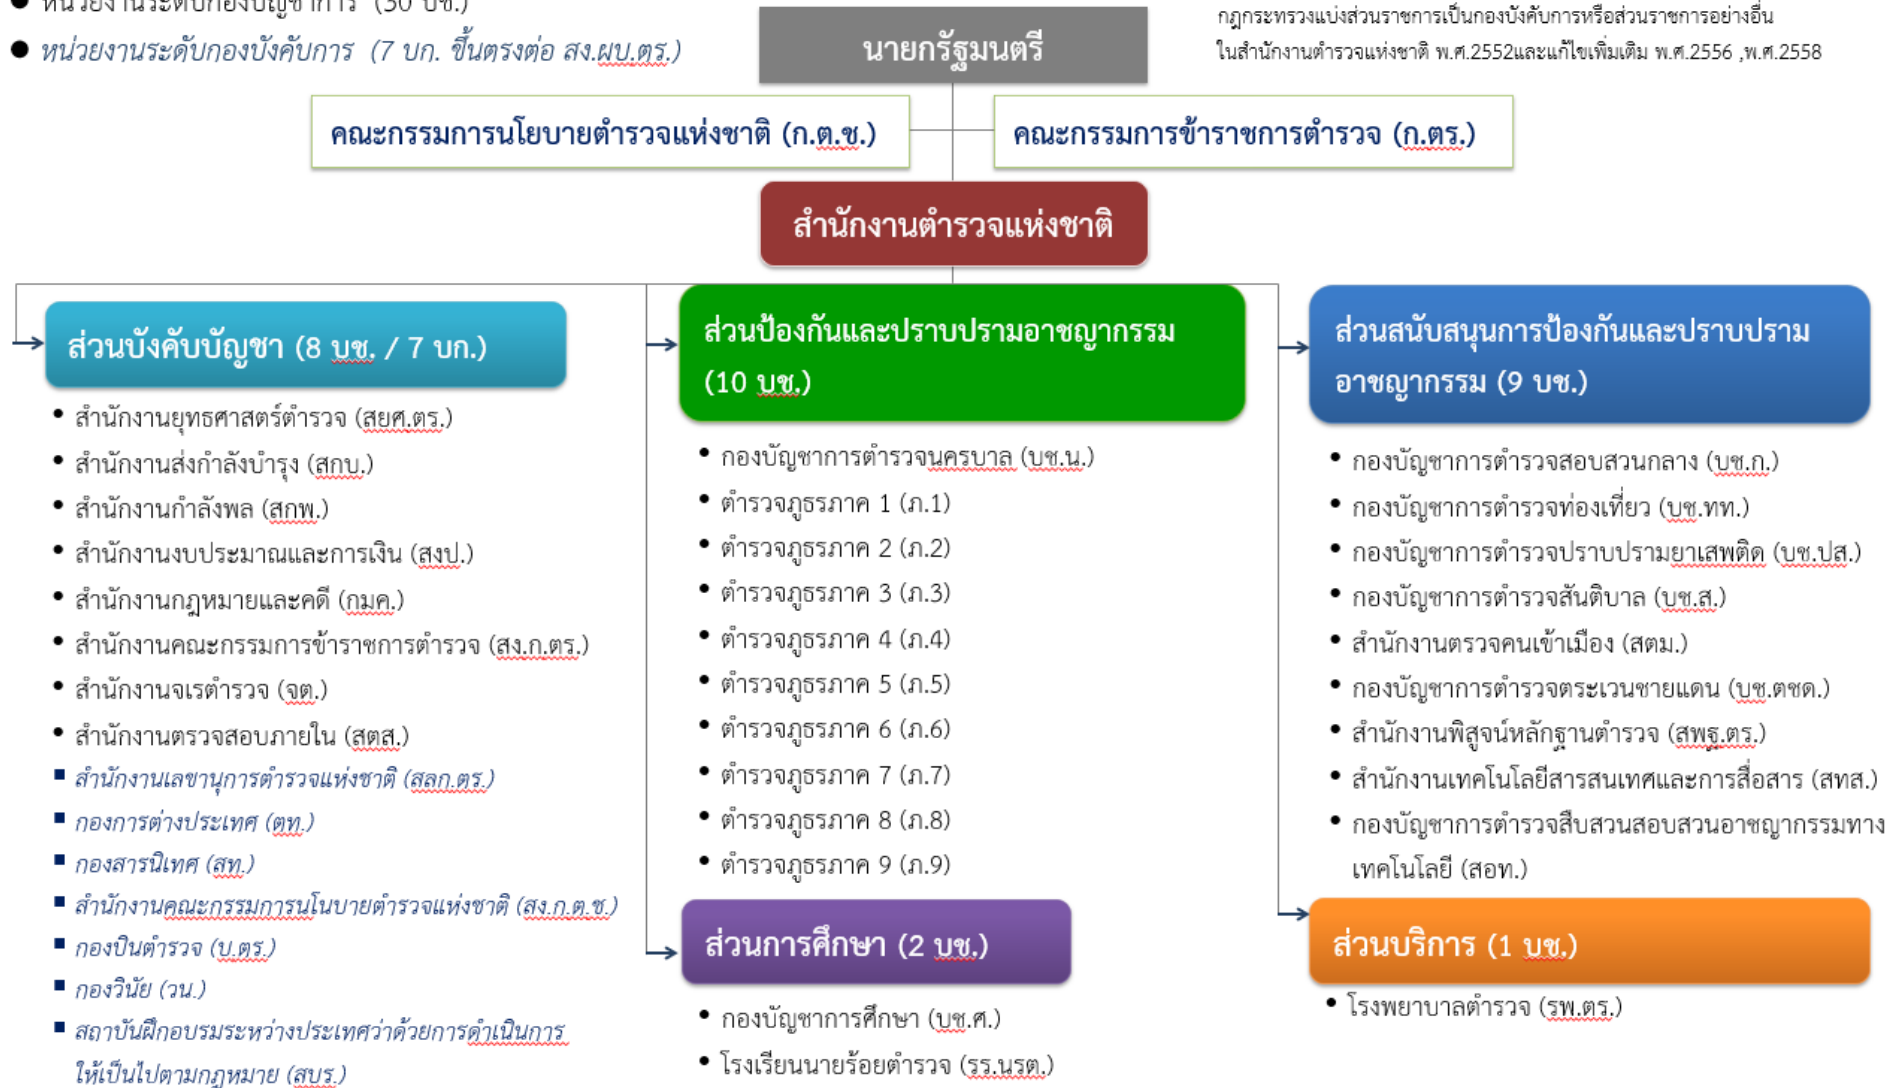 หน่วยงานระดับกองบัญชาการ (30 บช.)
หน่วยงานระดับกองบังคับการ (7 บก. ขึ้นตรงต่อ สง.ผบ.ตร.)
กฎกระทรวงแบ่งส่วนราชการเป็นกองบังคับการหรือส่วนราชการอย่างอื่น
ในสำนักงานตำรวจแห่งชาติ พ.ศ.2552และแก้ไขเพิ่มเติม พ.ศ.2556 ,พ.ศ.2558
นายกรัฐมนตรี
คณะกรรมการนโยบายตำรวจแห่งชาติ (ก.ต.ช.)
คณะกรรมการข้าราชการตำรวจ (ก.ตร.)
สำนักงานตำรวจแห่งชาติ
ส่วนบังคับบัญชา (8 บช. / 7 บก.)
สำนักงานยุทธศาสตร์ตำรวจ (สยศ.ตร.)
สำนักงานส่งกำลังบำรุง (สกบ.)
สำนักงานกำลังพล (สกพ.)
สำนักงานงบประมาณและการเงิน (สงป.)
สำนักงานกฎหมายและคดี (กมค.)
สำนักงานคณะกรรมการข้าราชการตำรวจ (สง.ก.ตร.)
สำนักงานจเรตำรวจ (จต.)
สำนักงานตรวจสอบภายใน (สตส.)
สำนักงานเลขานุการตำรวจแห่งชาติ (สลก.ตร.)
กองการต่างประเทศ (ตท.)
กองสารนิเทศ (สท.)
สำนักงานคณะกรรมการนโนบายตำรวจแห่งชาติ (สง.ก.ต.ช.)
กองบินตำรวจ (บ.ตร.)
กองวินัย (วน.)
สถาบันฝึกอบรมระหว่างประเทศว่าด้วยการดำเนินการ
ให้เป็นไปตามกฎหมาย (สบร.)
ส่วนป้องกันและปราบปรามอาชญากรรม
(10 บช.)
กองบัญชาการตำรวจนครบาล (บช.น.)
ตำรวจภูธรภาค 1 (ภ.1)
ตำรวจภูธรภาค 2 (ภ.2)
ตำรวจภูธรภาค 3 (ภ.3)
ตำรวจภูธรภาค 4 (ภ.4)
ตำรวจภูธรภาค 5 (ภ.5)
ตำรวจภูธรภาค 6 (ภ.6)
ตำรวจภูธรภาค 7 (ภ.7)
ตำรวจภูธรภาค 8 (ภ.8)
ตำรวจภูธรภาค 9 (ภ.9)
ส่วนการศึกษา (2 บช.)
กองบัญชาการศึกษา (บช.ศ.)
โรงเรียนนายร้อยตำรวจ (รร.นรต.)
ส่วนสนับสนุนการป้องกันและปราบปราม
อาชญากรรม (9 บช.)
กองบัญชาการตำรวจสอบสวนกลาง (บช.ก.)
กองบัญชาการตำรวจท่องเที่ยว (บช.ทท.)
กองบัญชาการตำรวจปราบปรามยาเสพติด (บช.ปส.)
กองบัญชาการตำรวจสันติบาล (บช.ส.)
สำนักงานตรวจคนเข้าเมือง (สตม.)
กองบัญชาการตำรวจตระเวนชายแดน (บช.ตชด.)
สำนักงานพิสูจน์หลักฐานตำรวจ (สพฐ.ตร.)
สำนักงานเทคโนโลยีสารสนเทศและการสื่อสาร (สทส.)
กองบัญชาการตำรวจสืบสวนสอบสวนอาชญากรรมทาง
เทคโนโลยี (สอท.)
ส่วนบริการ (1 บช.)
โรงพยาบาลตำรวจ (รพ.ตร.)